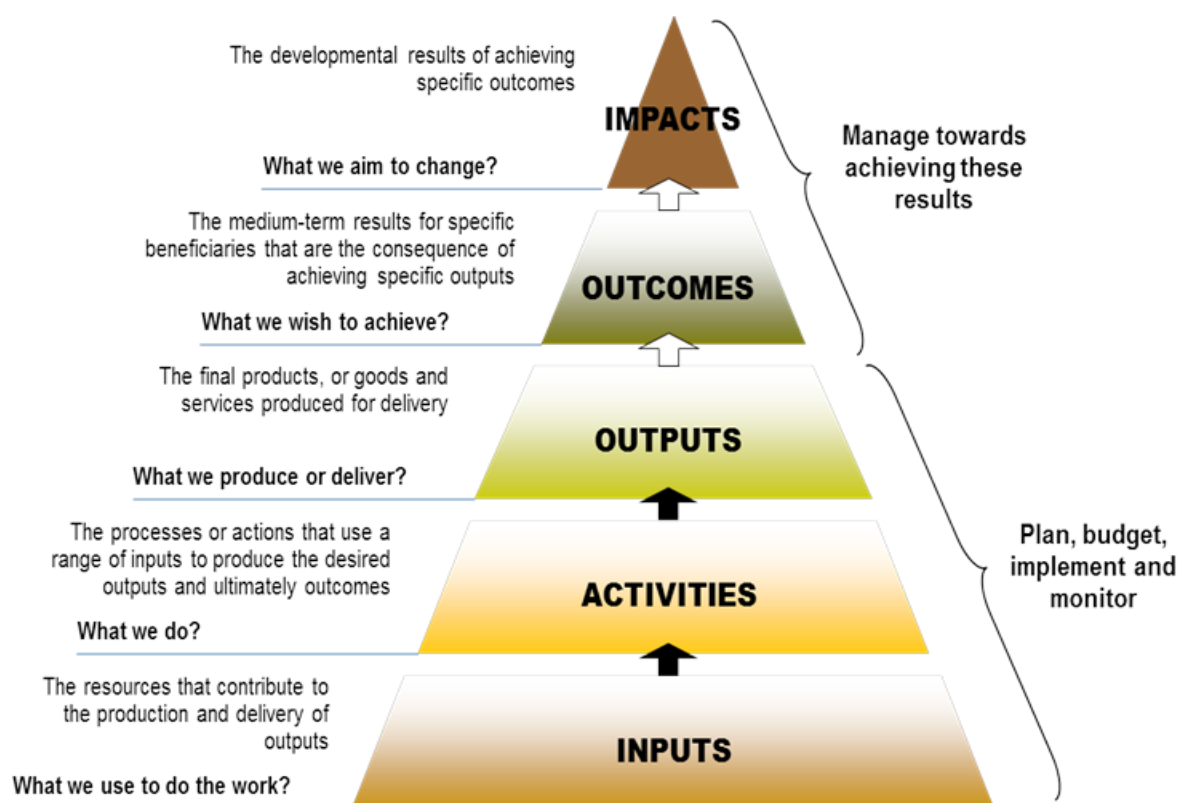 The developmental results of achieving
specific outcomes
IMPACTS
What we aim to change?
Manage towards
achieving these
results
The medium-term results for specific
beneficiaries that are the consequence of
achieving specific outputs
OUTCOMES
What we wish to achieve?
The final products, or goods and
services produced for delivery
OUTPUTS
What we produce or deliver?
The processes or actions that use a
range of inputs to produce the desired
outputs and ultimately outcomes
ACTIVITIES
What we do?
Plan, budget,
implement and
monitor
The resources that contribute to
the production and delivery of
outputs
INPUTS
What we use to do the work?